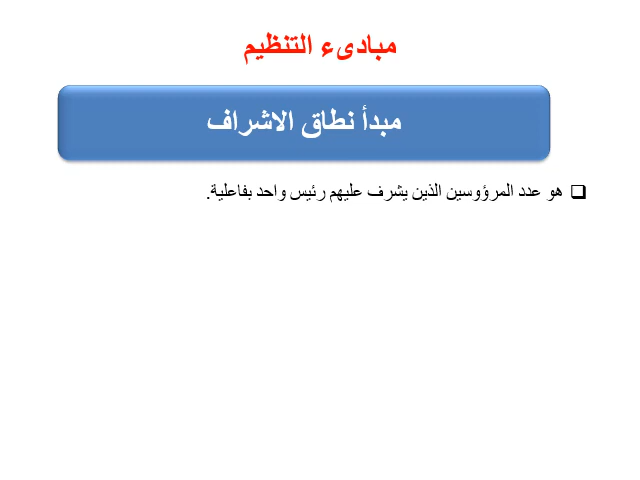 مبادىء التنظيم
مبدأ نطاق الاشراف
هو عدد المرؤوسين الذين يشرف عليهم رئيس واحد بفاعلية.